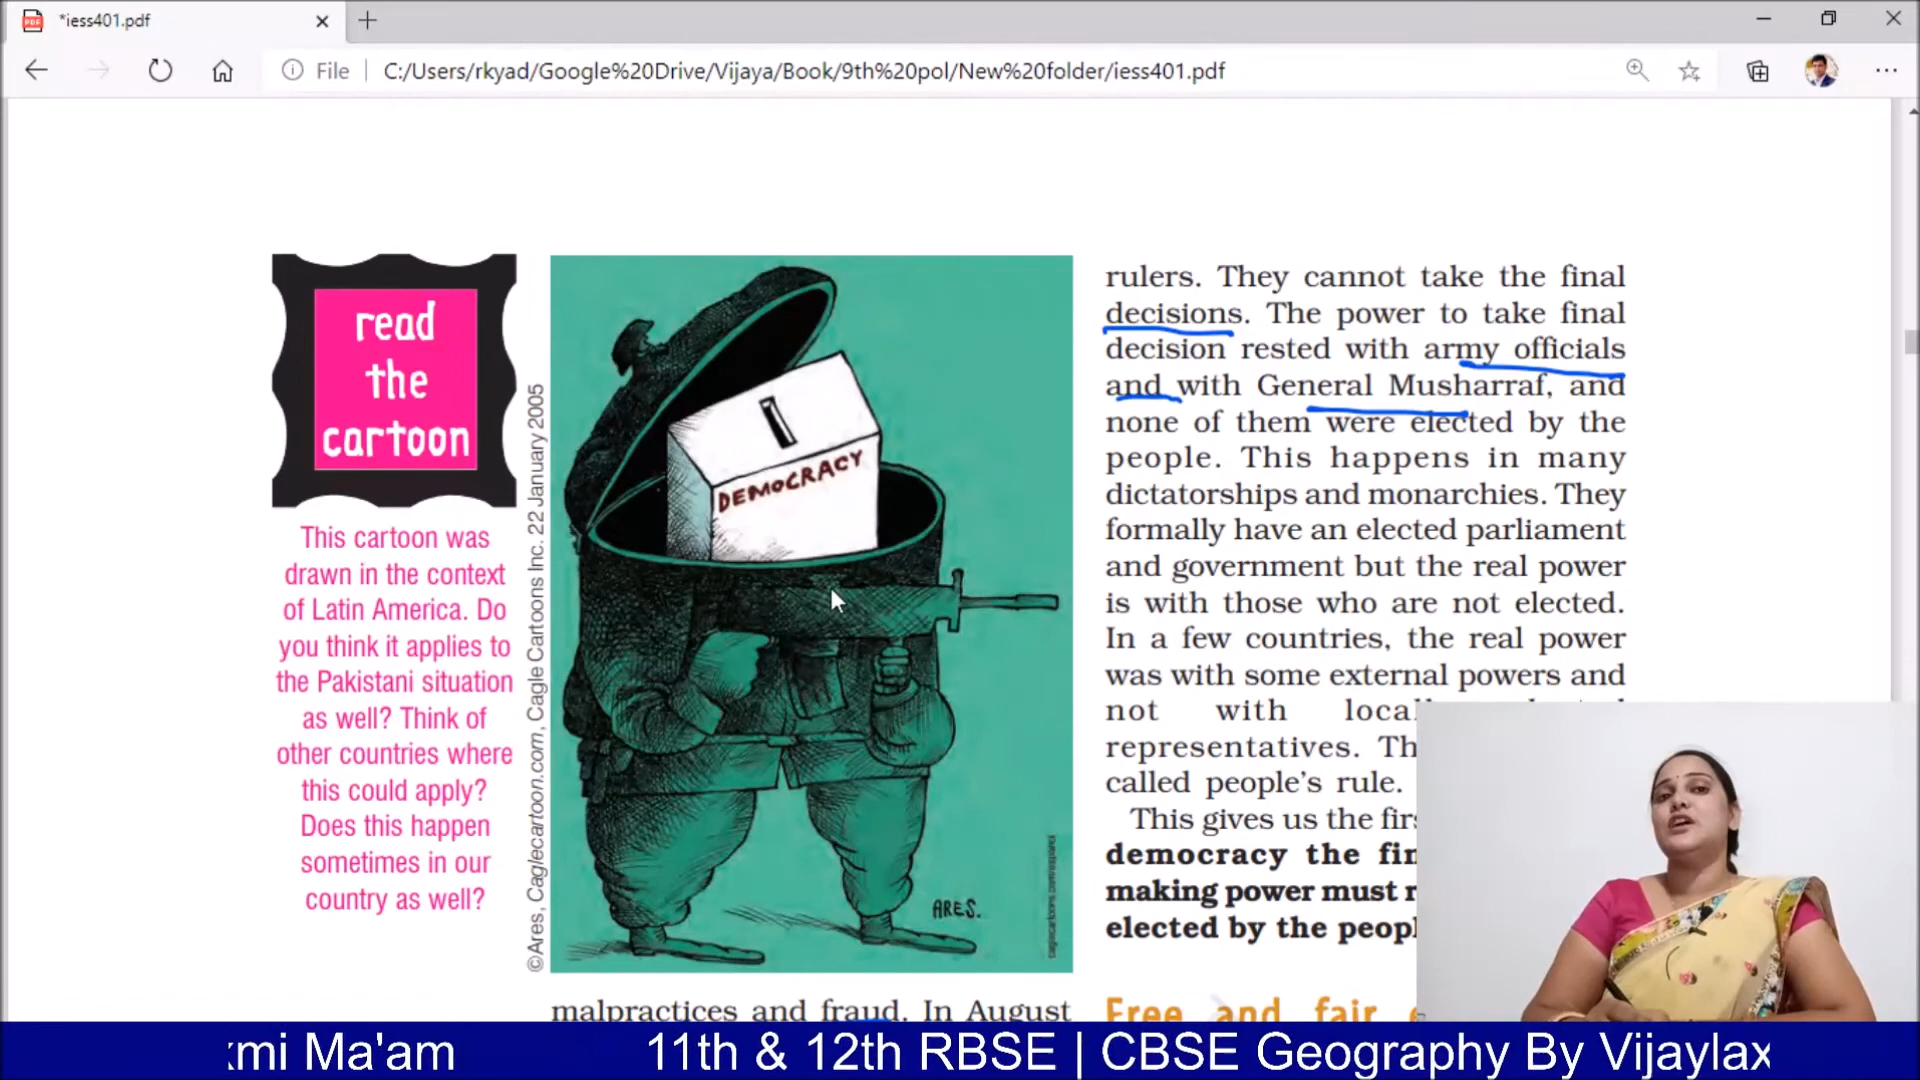 *iess401.pdf
File
C:/Users/rkyad/Google%20Drive/Vijaya/Book/9th%20pol/New%20folder/iess401.pdf
read
the
cartoon
This cartoon was
drawn in the context
of Latin America. Do
you think it applies to
the Pakistani situation
as well? Think of
other countries where
this could apply?
Does this happen
sometimes in our
country as well?
©Ares, Caglecartoon.com, Cagle Cartoons Inc. 22 January 2005
DEMOCRACY
ARES.
malpractices and fraud. In August
rulers. They cannot take the final
decisions. The power to take final
decision rested with army officials
and with General Musharraf, and
none of them were elected by the
people. This happens in many
dictatorships and monarchies. They
formally have an elected parliament
and government but the real power
is with those who are not elected.
In a few countries, the real power
was with some external powers and
not with
representatives.
called people's rule.
This gives us the
democracy the
making power must
elected by the
Free and fair
xmi Ma'am 11th & 12th RBSE | CBSE Geography By Vijaylax